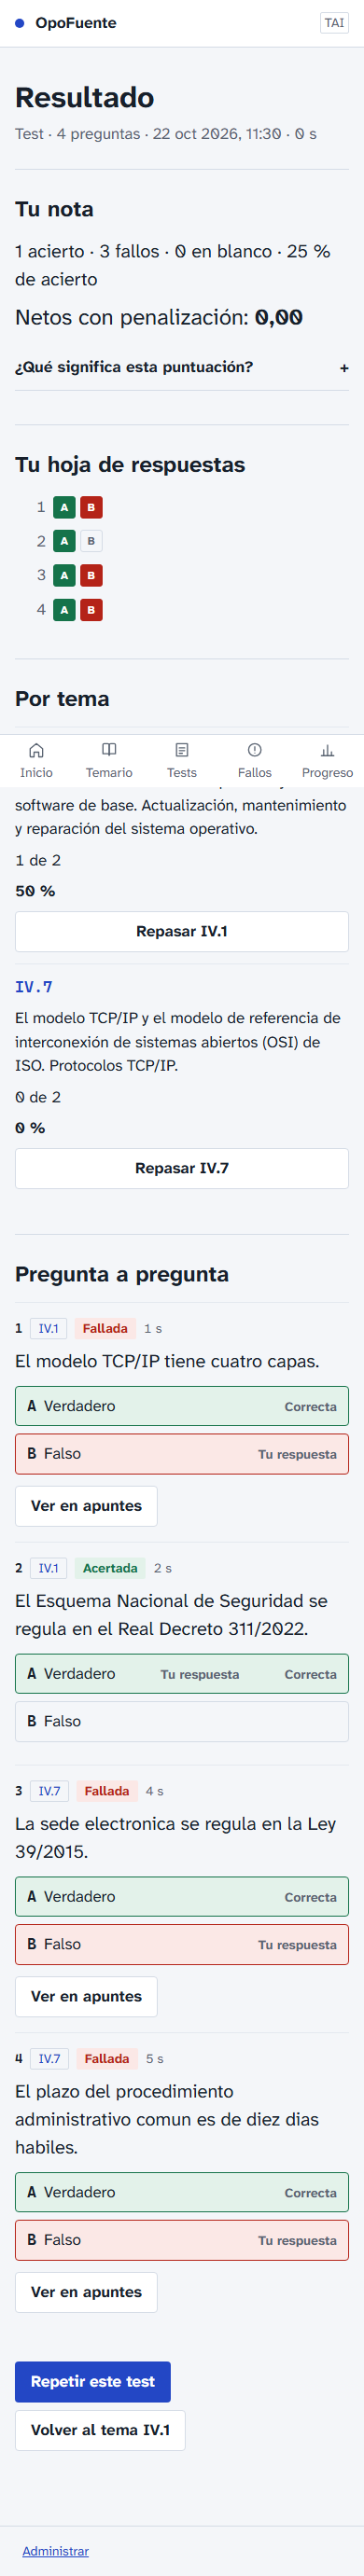 OpoFuente
TAI
Resultado
Test · 4 preguntas · 22 oct 2026, 11:30 · 0 s
Tu nota
1 acierto · 3 fallos · 0 en blanco · 25 %
de acierto
Netos con penalización: 0,00
¿Qué significa esta puntuación? +
Tu hoja de respuestas
1 A B
2 A B
3 A B
4 A B
Por tema
Inicio Temario Tests Fallos Progreso
software de base. Actualización, mantenimiento
y reparación del sistema operativo.
1 de 2
50 %
Repasar IV.1
IV.7
El modelo TCP/IP y el modelo de referencia de
interconexión de sistemas abiertos (OSI) de
ISO. Protocolos TCP/IP.
0 de 2
0 %
Repasar IV.7
Pregunta a pregunta
1 IV.1 Fallada 1 s
El modelo TCP/IP tiene cuatro capas.
A Verdadero Correcta
B Falso Tu respuesta
Ver en apuntes
2 IV.1 Acertada 2 s
El Esquema Nacional de Seguridad se
regula en el Real Decreto 311/2022.
A Verdadero Tu respuesta Correcta
B Falso
3 IV.7 Fallada 4 s
La sede electronica se regula en la Ley
39/2015.
A Verdadero Correcta
B Falso Tu respuesta
Ver en apuntes
4 IV.7 Fallada 5 s
El plazo del procedimiento
administrativo comun es de diez dias
habiles.
A Verdadero Correcta
B Falso Tu respuesta
Ver en apuntes
Repetir este test
Volver al tema IV.1
Administrar